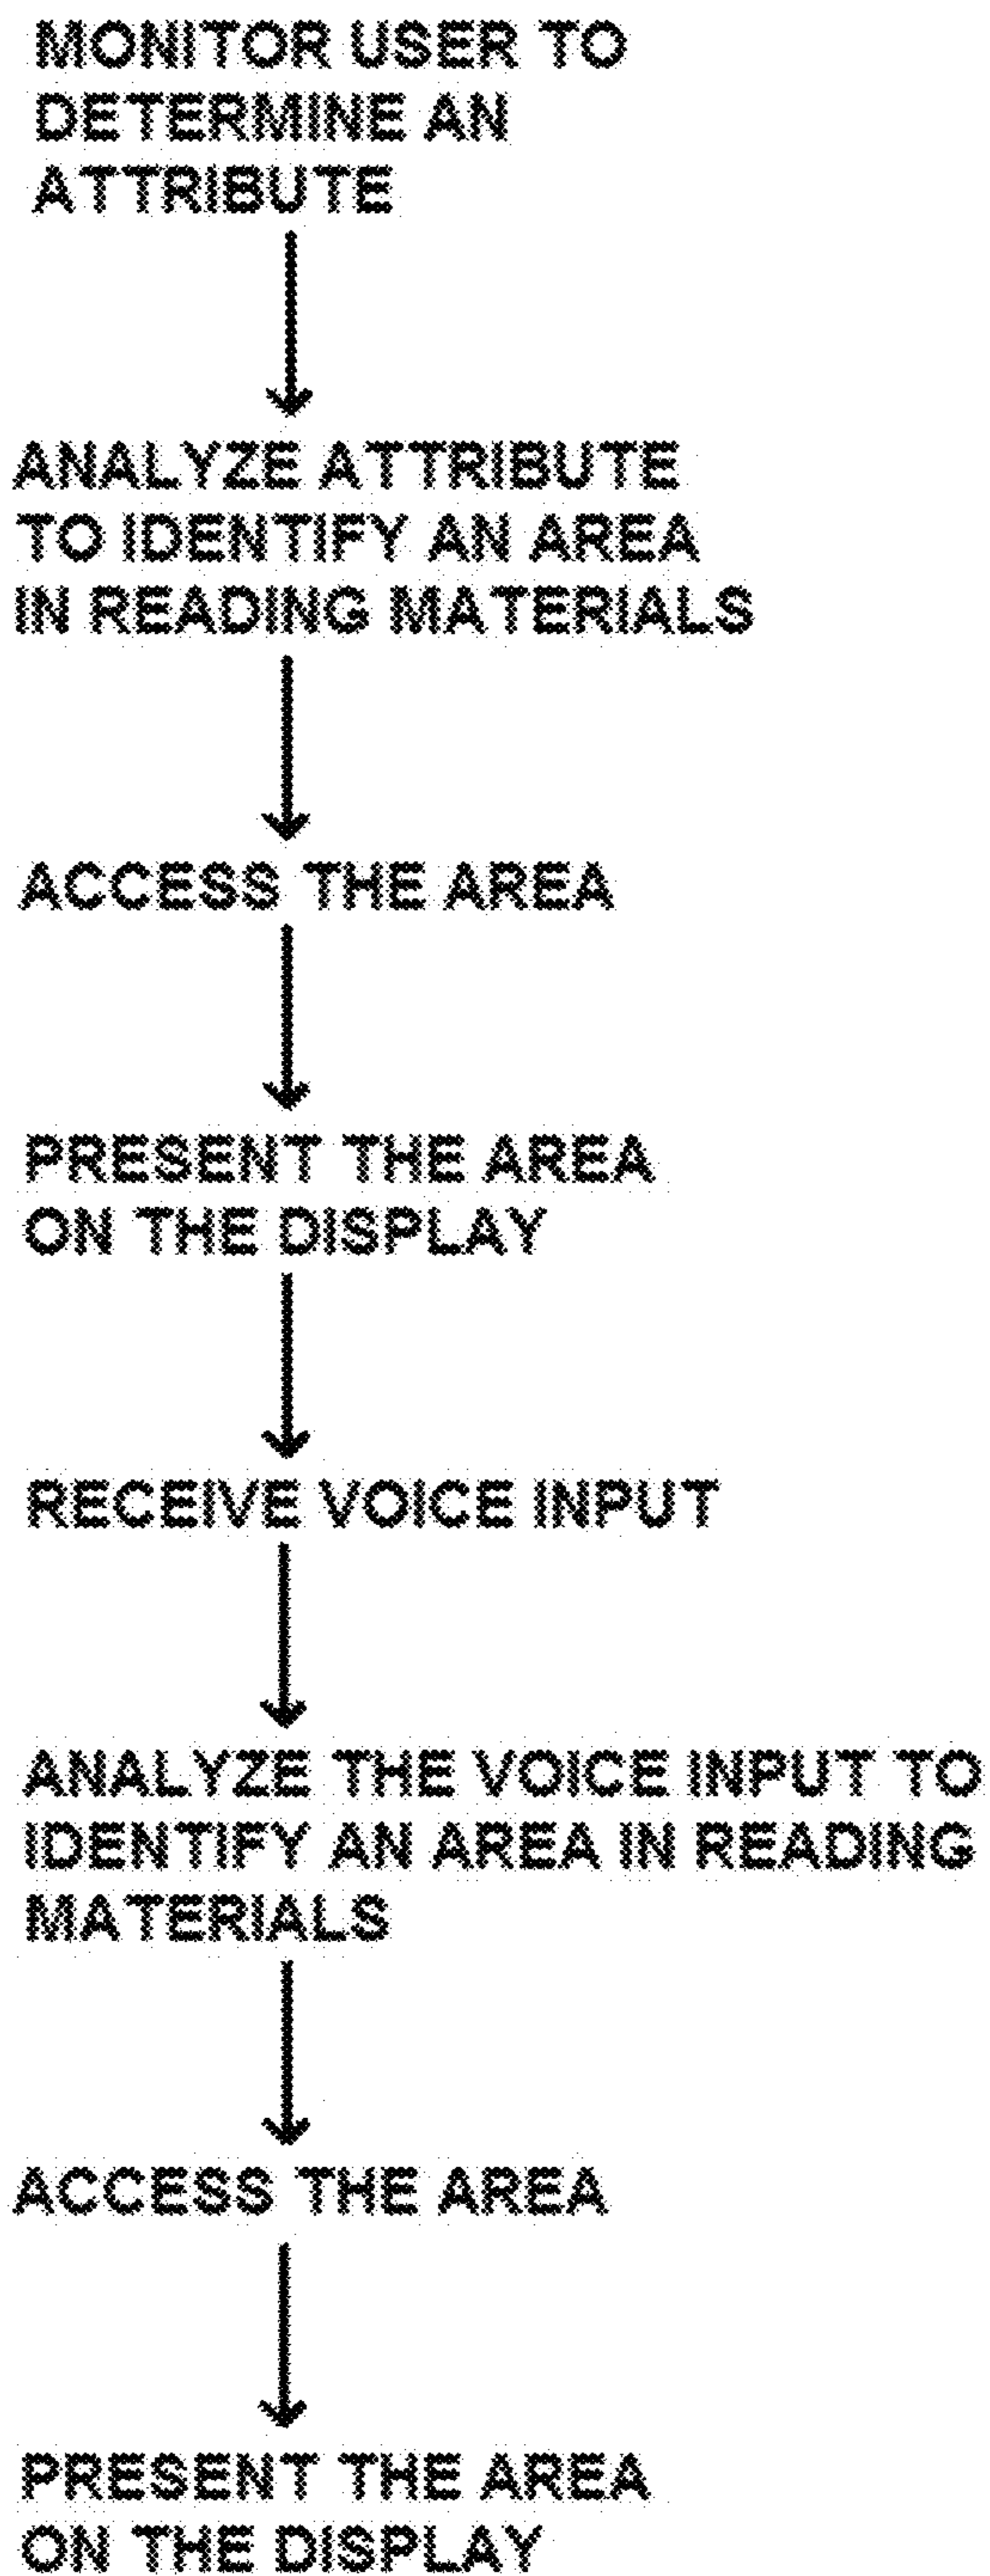 MONITOR USER TO
DETERMINE AN
ATTRIBUTE
ANALYZE ATTRIBUTE
TO IDENTIFY AN AREA
IN READING MATERIALS
ACCESS THE AREA
PRESENT THE AREA
ON THE DISPLAY
RECEIVE VOICE INPUT
ANALYZE THE VOICE INPUT TO
IDENTIFY AN AREA IN READING
MATERIALS
ACCESS THE AREA
PRESENT THE AREA
ON THE DISPLAY